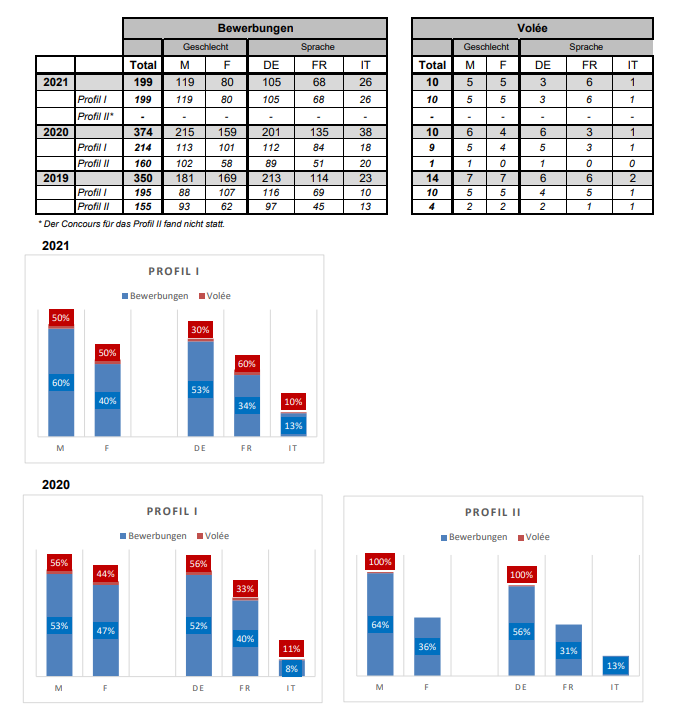 Bewerbungen Volée
Geschlecht Sprache Geschlecht Sprache
Total M F DE FR IT Total M F DE FR IT
2021 199 119 80 105 68 26 10 5 5 3 6 1
Profil I 199 119 80 105 68 26 10 5 5 3 6 1
Profil II* - - - - - - - - - - - -
2020 374 215 159 201 135 38 10 6 4 6 3 1
Profil I 214 113 101 112 84 18 9 5 4 5 3 1
Profil II 160 102 58 89 51 20 1 1 0 1 0 0
2019 350 181 169 213 114 23 14 7 7 6 6 2
Profil I 195 88 107 116 69 10 10 5 5 4 5 1
Profil II 155 93 62 97 45 13 4 2 2 2 1 1
* Der Concours für das Profil II fand nicht statt.
2021
PROFIL I
Bewerbungen Volée
50% 50% 30% 60% 10%
60% 40% 53% 34% 13%
M F DE FR IT
2020
PROFIL I
Bewerbungen Volée
56% 44% 56% 33% 11%
53% 47% 52% 40% 8%
M F DE FR IT
PROFIL II
Bewerbungen Volée
100% 100%
64% 36% 56% 31% 13%
M F DE FR IT